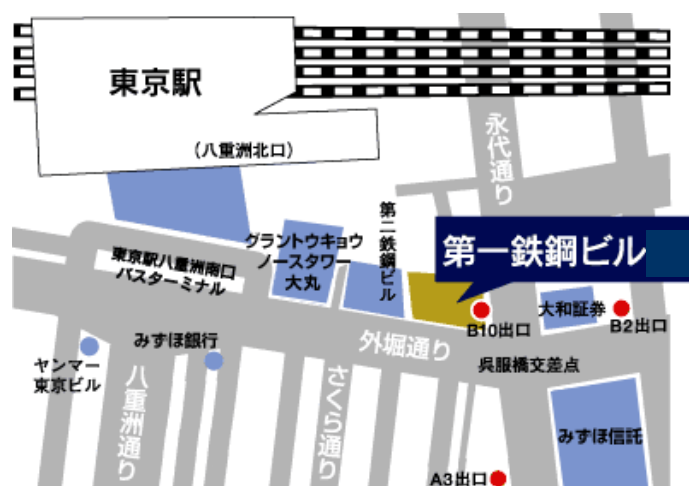 東京駅
(八重洲北口)
永代通り
第二鉄鋼ビル
グラントウキョウ
ノースタワー
大丸
第一鉄鋼ビル
東京駅八重洲南口
バスターミナル
大和証券
B10出口
B2出口
みずほ銀行
外堀通り
呉服橋交差点
ヤンマー
東京ビル
八重洲通り
さくら通り
みずほ信託
A3出口